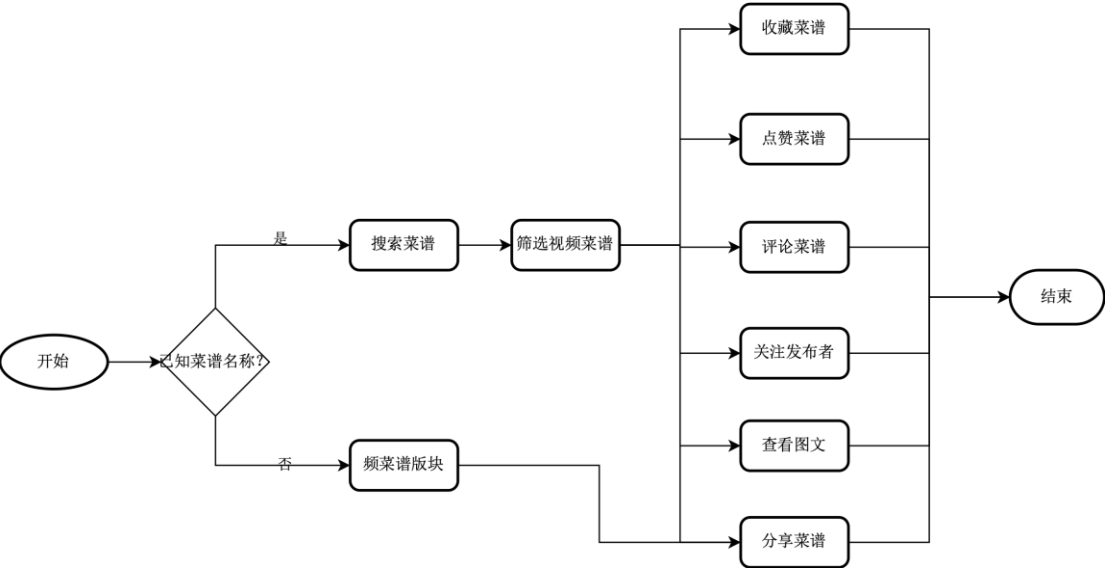 收藏菜谱
点赞菜谱
是
搜索菜谱
筛选视频菜谱
评论菜谱
结束
开始
已知菜谱名称？
关注发布者
否
频菜谱版块
查看图文
分享菜谱